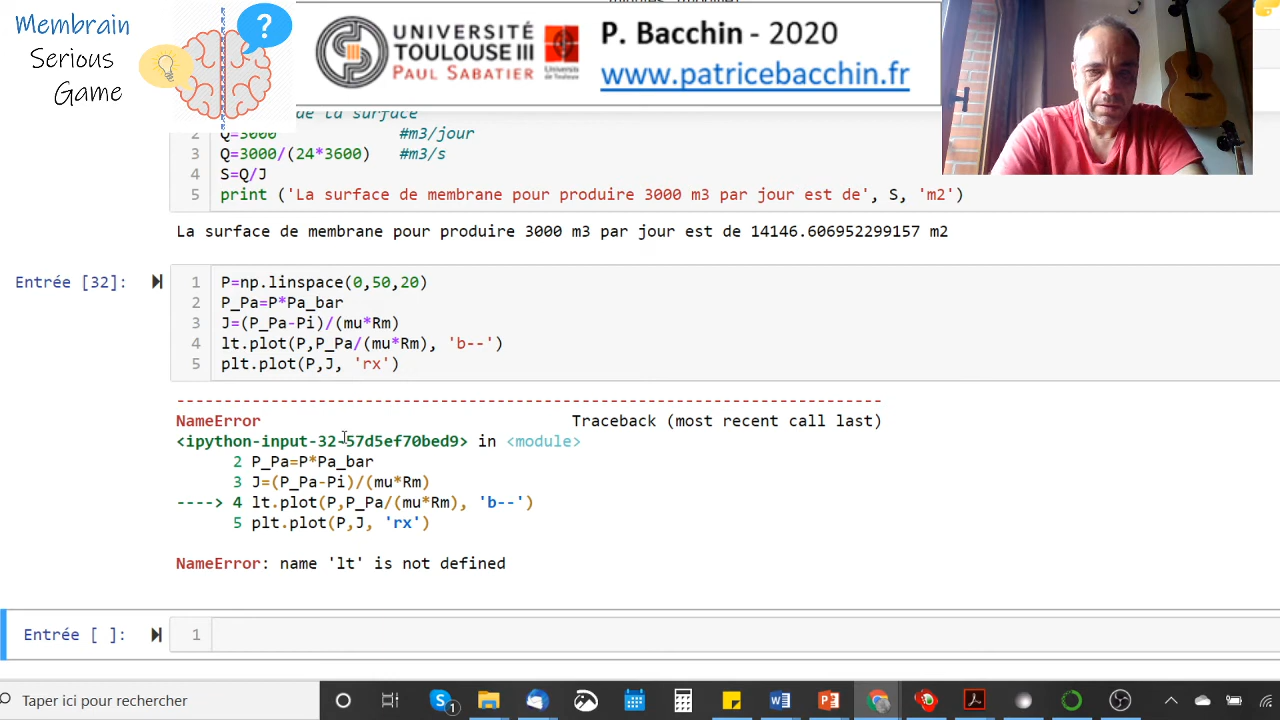 Membrain
Serious
Game
?
UNIVERSITÉ
TOULOUSE III
PAUL SABATIER
Université
de Toulouse
P. Bacchin - 2020
www.patricebacchin.fr
de la surface
2 Q=3000 #m3/jour
3 Q=3000/(24*3600) #m3/s
4 S=Q/J
5 print ('La surface de membrane pour produire 3000 m3 par jour est de', S, 'm2')
La surface de membrane pour produire 3000 m3 par jour est de 14146.606952299157 m2
Entrée [32]:
1 P=np.linspace(0,50,20)
2 P_Pa=P*Pa_bar
3 J=(P_Pa-Pi)/(mu*Rm)
4 lt.plot(P,P_Pa/(mu*Rm), 'b--')
5 plt.plot(P,J, 'rx')
---------------------------------------------------------------------------
NameError Traceback (most recent call last)
<ipython-input-32-57d5ef70bed9> in <module>
2 P_Pa=P*Pa_bar
3 J=(P_Pa-Pi)/(mu*Rm)
----> 4 lt.plot(P,P_Pa/(mu*Rm), 'b--')
5 plt.plot(P,J, 'rx')
NameError: name 'lt' is not defined
Entrée [ ]: 1
Taper ici pour rechercher
1